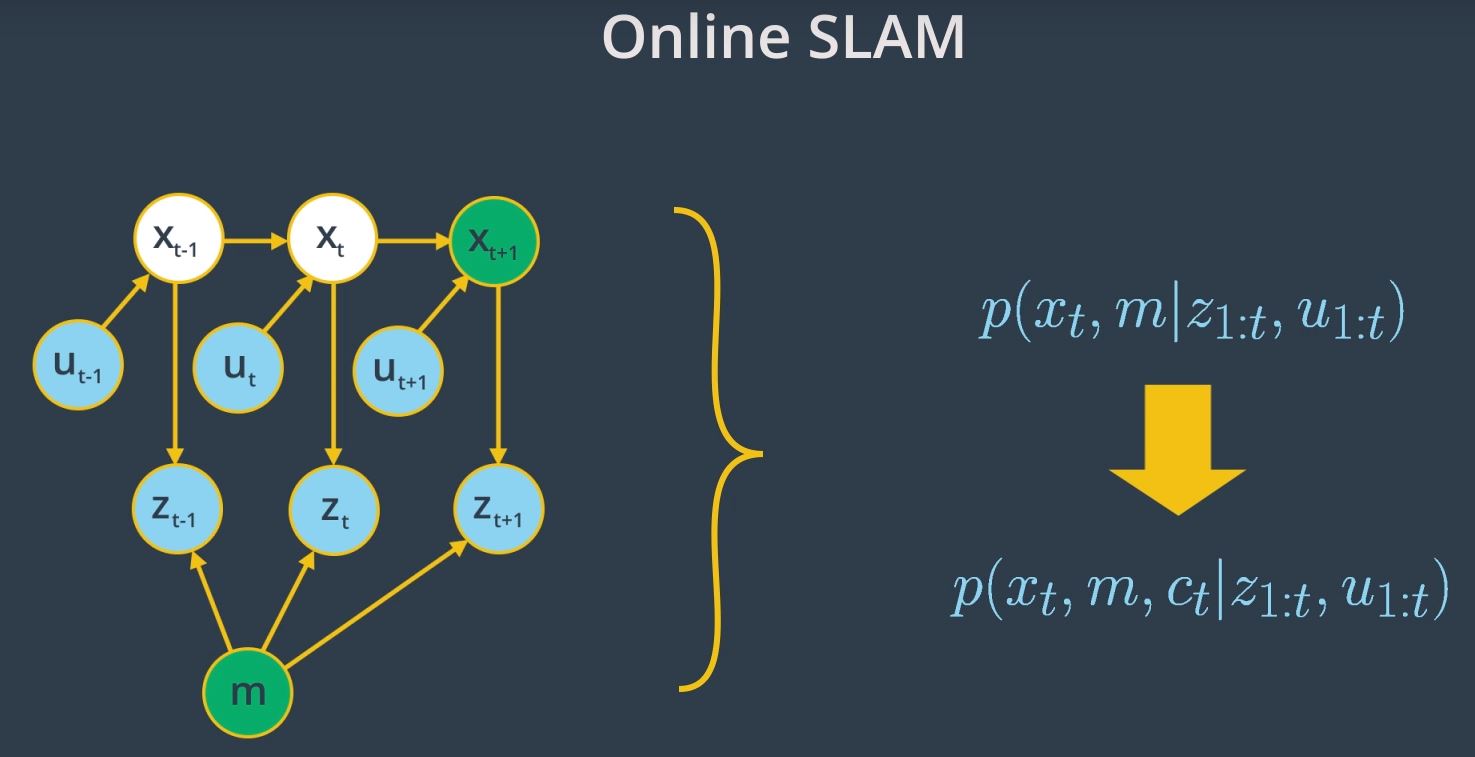 Online SLAM
x_{t-1} x_t x_{t+1}
u_{t-1} u_t u_{t+1}
z_{t-1} z_t z_{t+1}
m
p(x_t, m|z_{1:t}, u_{1:t})
p(x_t, m, c_t|z_{1:t}, u_{1:t})